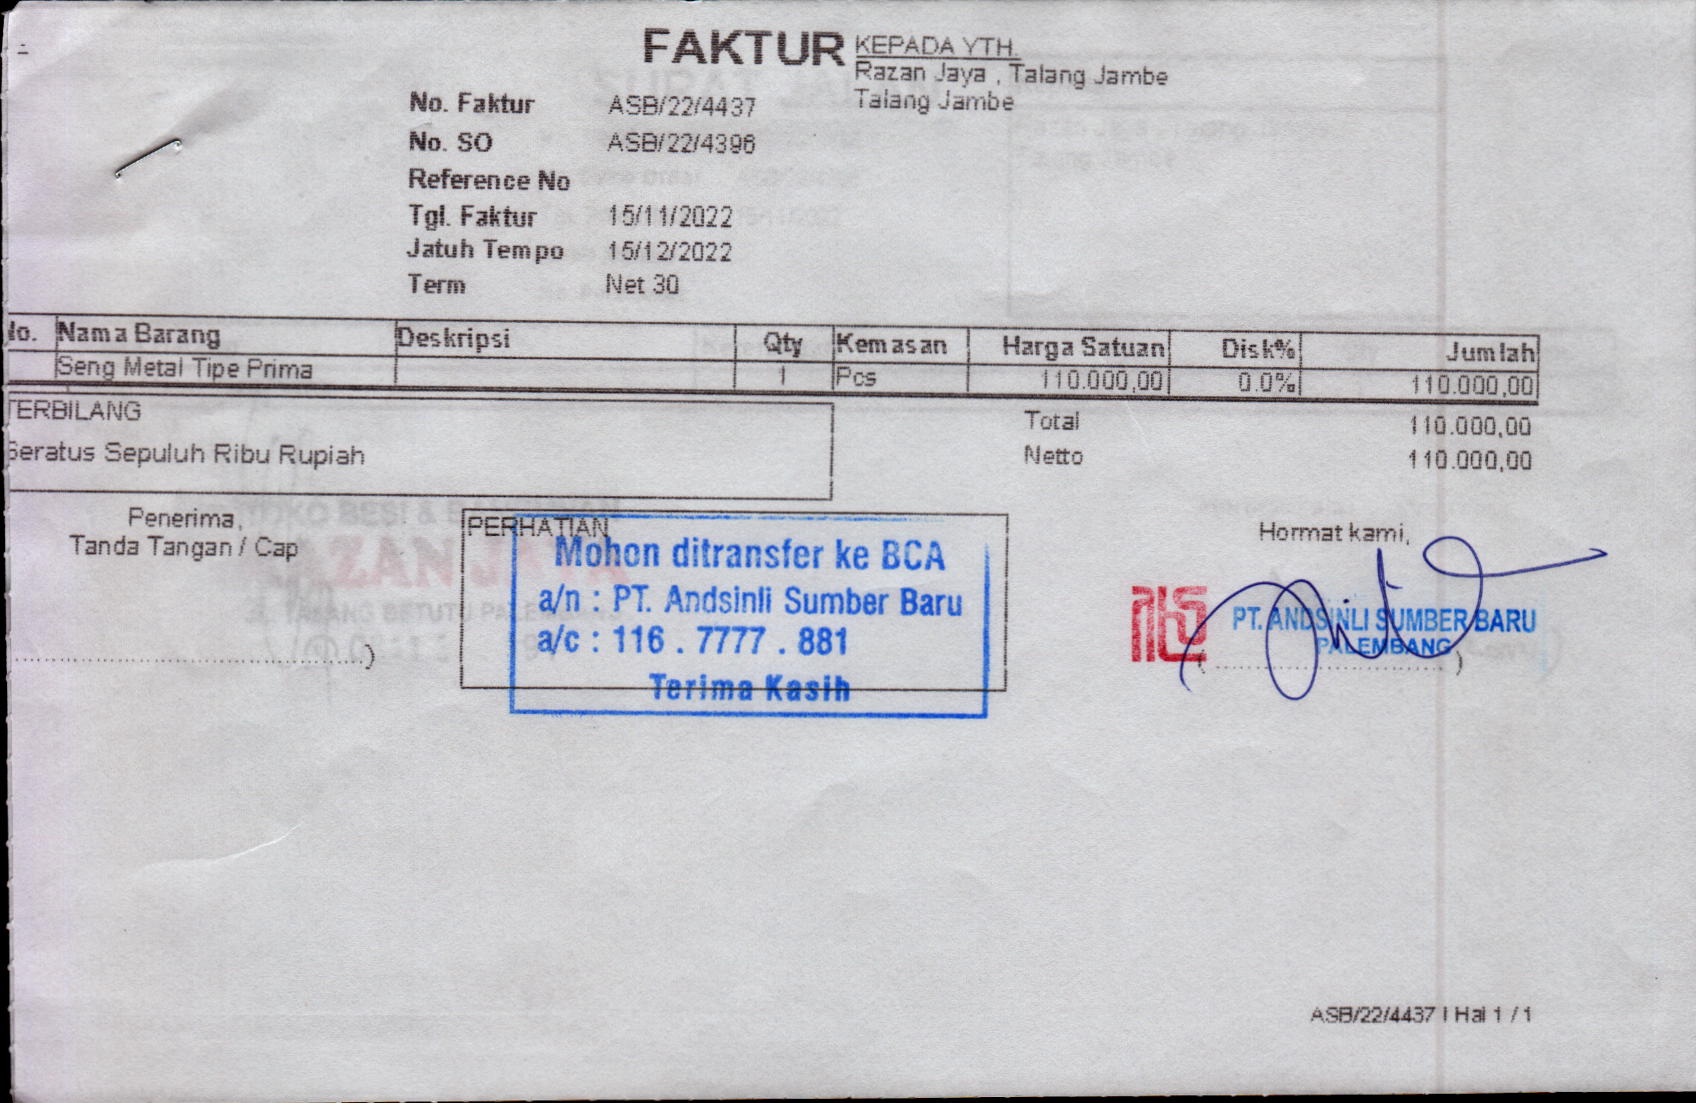 FAKTUR
KEPADA YTH.
Razan Jaya , Talang Jambe
Talang Jambe
No. Faktur ASB/22/4437
No. SO ASB/22/4396
Reference No
Tgl. Faktur 15/11/2022
Jatuh Tempo 15/12/2022
Term Net 30
No. Nama Barang Deskripsi Qty Kemasan Harga Satuan Disk% Jumlah
Seng Metal Tipe Prima 1 Pcs 110.000,00 0.0% 110.000,00
TERBILANG
Seratus Sepuluh Ribu Rupiah
Total 110.000,00
Netto 110.000,00
Penerima,
Tanda Tangan / Cap
PERHATIAN
Mohon ditransfer ke BCA
a/n : PT. Andsinli Sumber Baru
a/c : 116 . 7777 . 881
Terima Kasih
Hormat kami,
PT. ANDSINLI SUMBER BARU
PALEMBANG
ASB/22/4437 | Hal 1 / 1